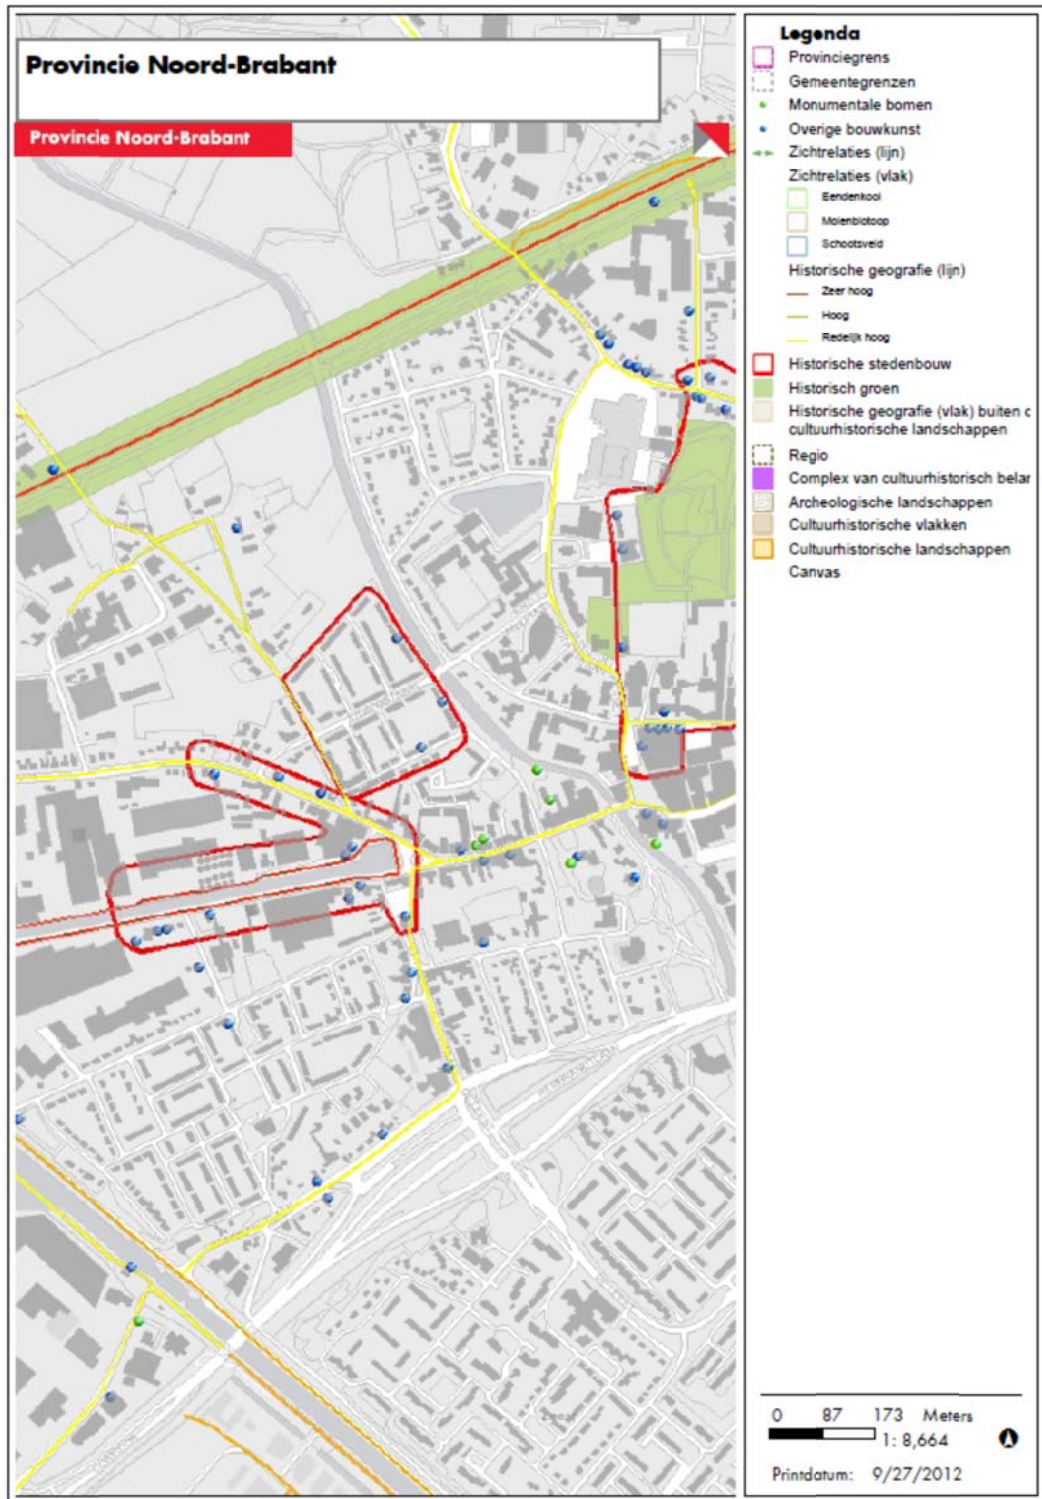 Provincie Noord-Brabant
Provincie Noord-Brabant
Legenda
Provinciegrens
Gemeentegrenzen
Monumentale bomen
Overige bouwkunst
Zichtrelaties (lijn)
Zichtrelaties (vlak)
Eendenkooi
Molenbiotoop
Schootsveld
Historische geografie (lijn)
Zeer hoog
Hoog
Redelijk hoog
Historische stedenbouw
Historisch groen
Historische geografie (vlak) buiten c
cultuurhistorische landschappen
Regio
Complex van cultuurhistorisch belar
Archeologische landschappen
Cultuurhistorische vlakken
Cultuurhistorische landschappen
Canvas
0 87 173 Meters
1: 8,664
Printdatum: 9/27/2012